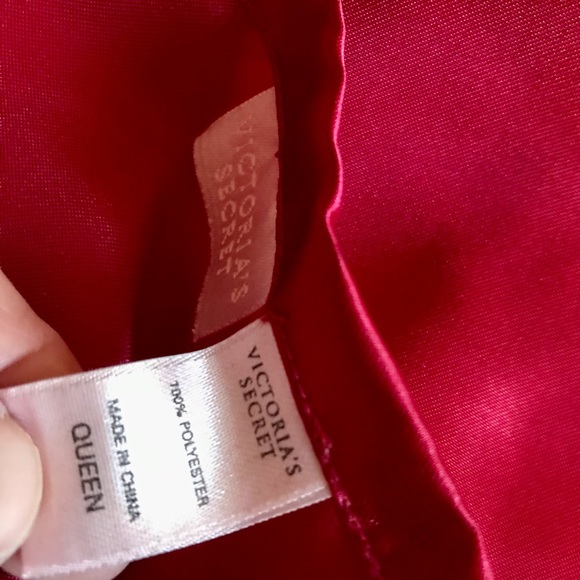 VICTORIA'S
SECRET
VICTORIA'S
SECRET
100% POLYESTER
MADE IN CHINA
QUEEN